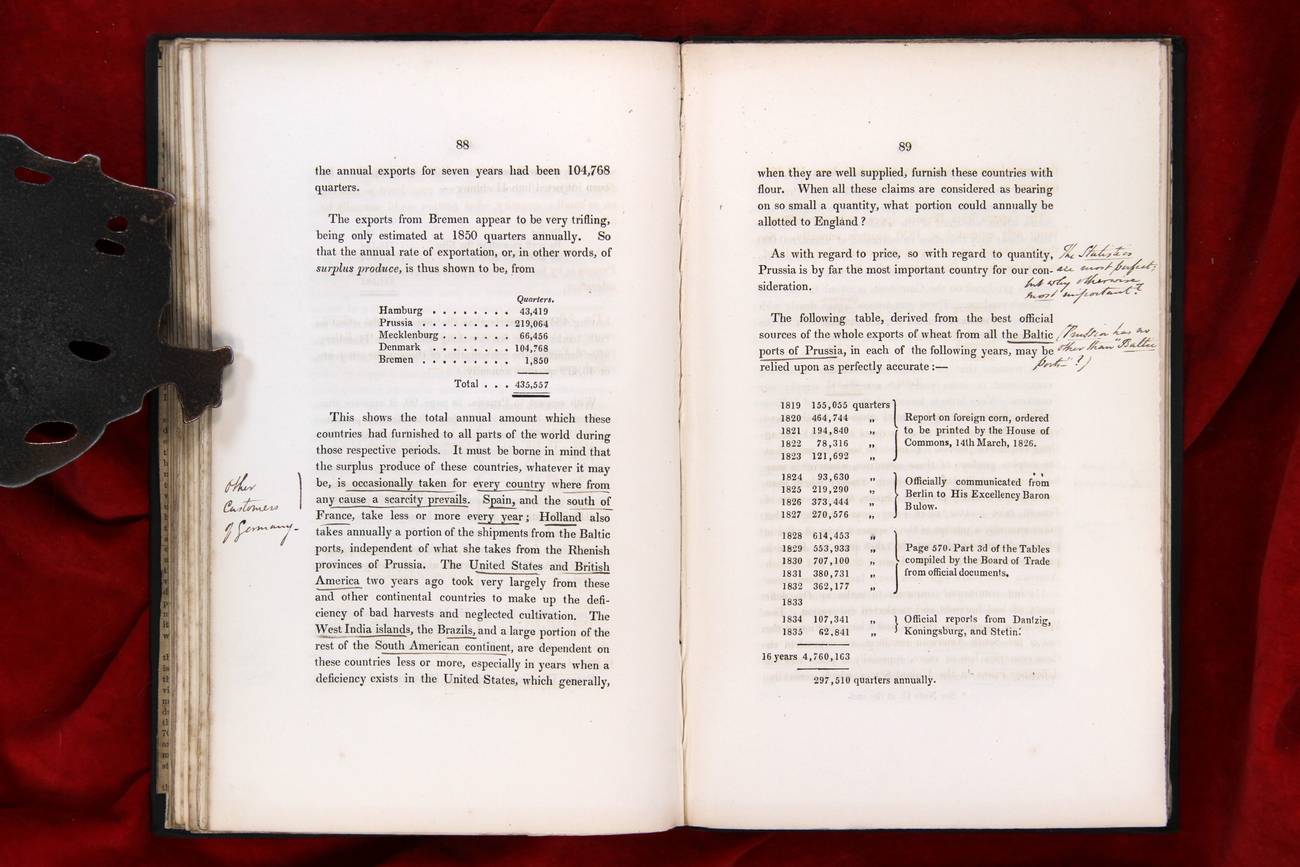 88
the annual exports for seven years had been 104,768
quarters.
The exports from Bremen appear to be very trifling,
being only estimated at 1850 quarters annually. So
that the annual rate of exportation, or, in other words, of
surplus produce, is thus shown to be, from
Quarters.
Hamburg . . . . . . . . 43,419
Prussia . . . . . . . . 219,064
Mecklenburg . . . . . . . 66,456
Denmark . . . . . . . . 104,768
Bremen . . . . . . . . 1,850
Total . . . 435,557
This shows the total annual amount which these
countries had furnished to all parts of the world during
those respective periods. It must be borne in mind that
the surplus produce of these countries, whatever it may
be, is occasionally taken for every country where from
any cause a scarcity prevails. Spain, and the south of
France, take less or more every year; Holland also
takes annually a portion of the shipments from the Baltic
ports, independent of what she takes from the Rhenish
provinces of Prussia. The United States and British
America two years ago took very largely from these
and other continental countries to make up the defi-
ciency of bad harvests and neglected cultivation. The
West India islands, the Brazils, and a large portion of the
rest of the South American continent, are dependent on
these countries less or more, especially in years when a
deficiency exists in the United States, which generally,
other
Customers
of Germany.
89
when they are well supplied, furnish these countries with
flour. When all these claims are considered as bearing
on so small a quantity, what portion could annually be
allotted to England ?
As with regard to price, so with regard to quantity,
Prussia is by far the most important country for our con-
sideration.
The Statistics
are most perfect,
but why otherwise
most important?
The following table, derived from the best official
sources of the whole exports of wheat from all the Baltic
ports of Prussia, in each of the following years, may be
relied upon as perfectly accurate :—
(Prussia has no
other than "Baltic
ports" ?)
1819 155,055 quarters
1820 464,744 „
1821 194,840 „
1822 78,316 „
1823 121,692 „
Report on foreign corn, ordered
to be printed by the House of
Commons, 14th March, 1826.
1824 93,630 „
1825 219,290 „
1826 373,444 „
1827 270,576 „
Officially communicated from
Berlin to His Excellency Baron
Bulow.
1828 614,453 „
1829 553,933 „
1830 707,100 „
1831 380,731 „
1832 362,177 „
Page 570. Part 3d of the Tables
compiled by the Board of Trade
from official documents.
1833
1834 107,341 „
1835 62,841 „
Official reports from Dantzig,
Koningsburg, and Stetin.
16 years 4,760,163
297,510 quarters annually.